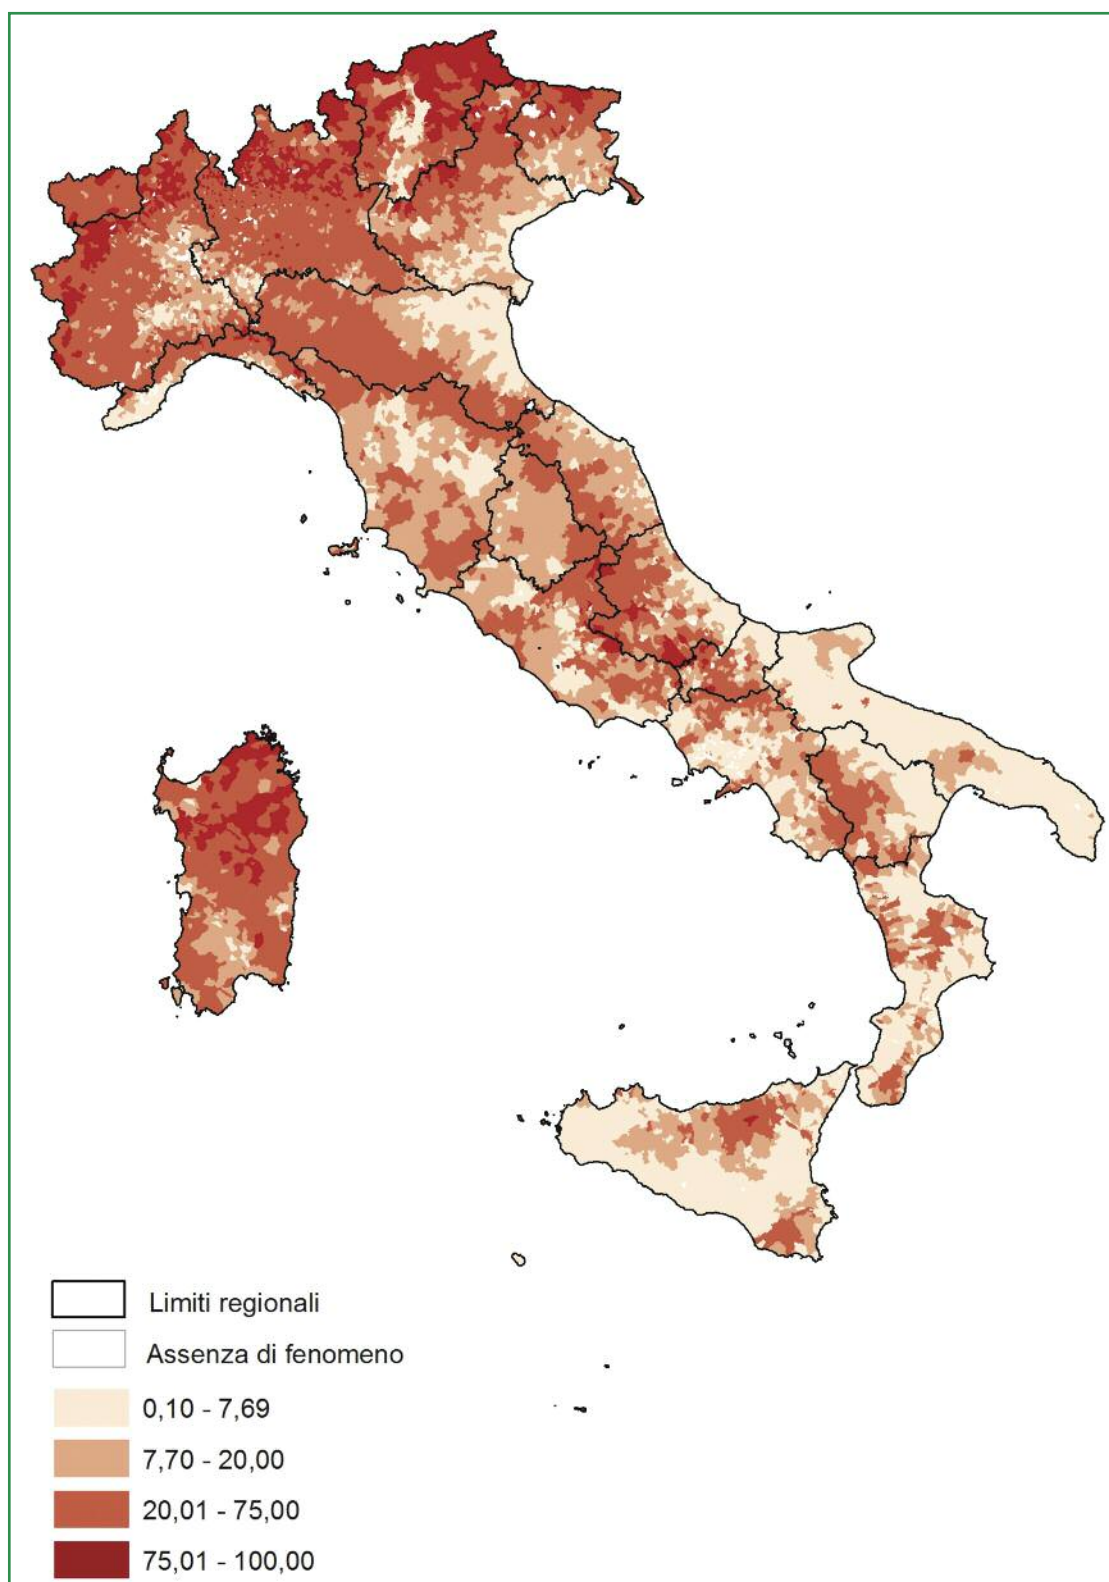 Limiti regionali
Assenza di fenomeno
0,10 - 7,69
7,70 - 20,00
20,01 - 75,00
75,01 - 100,00